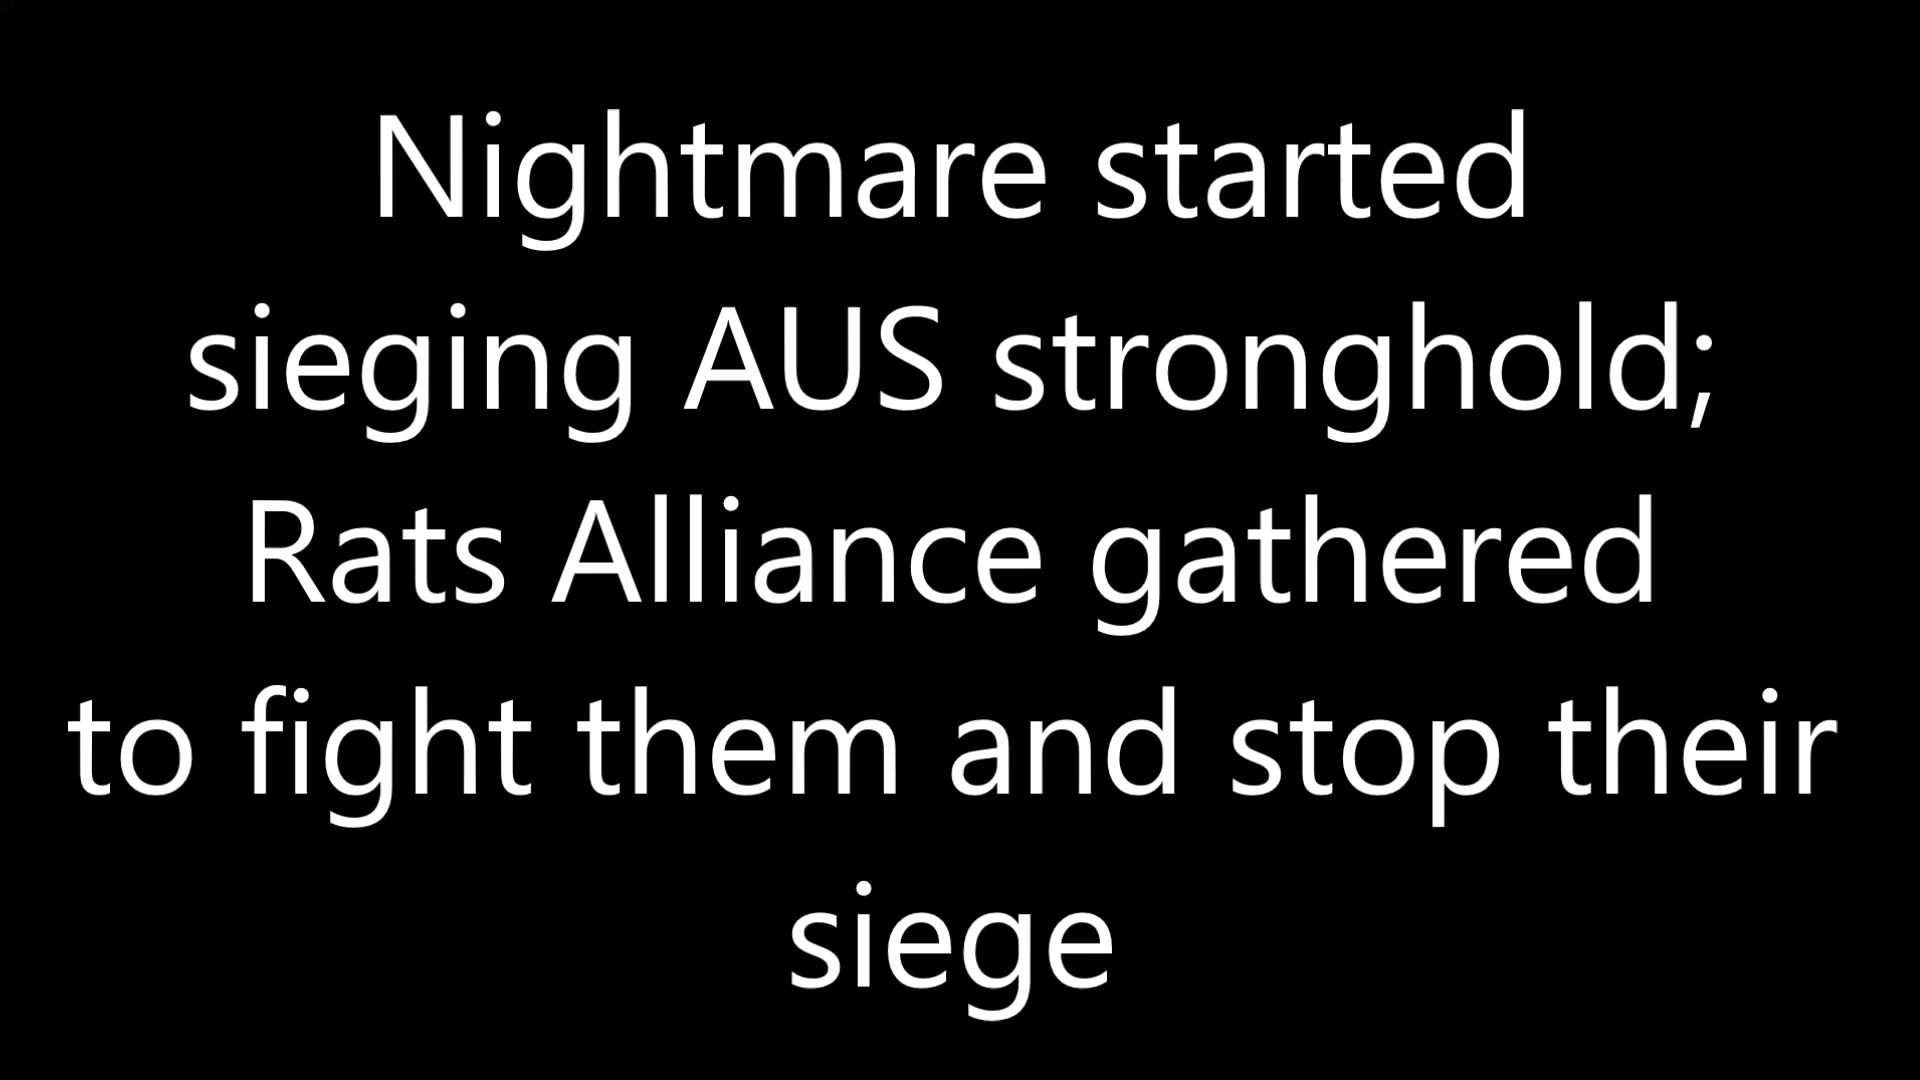 Nightmare started
sieging AUS stronghold;
Rats Alliance gathered
to fight them and stop their
siege